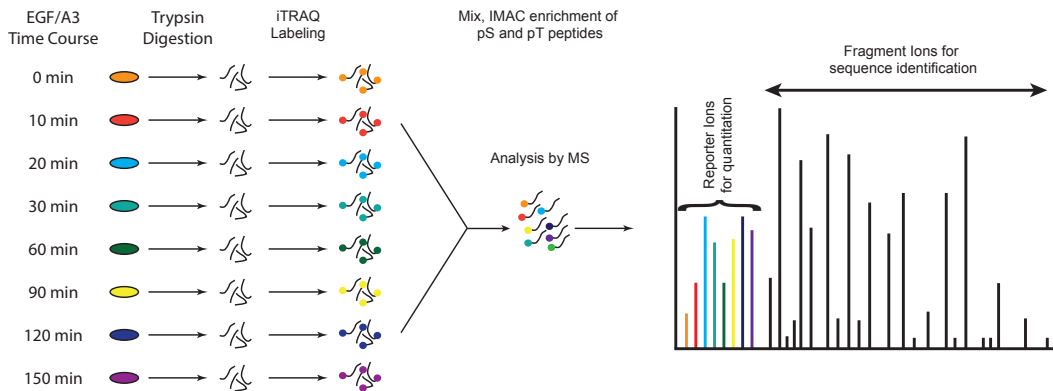 EGF/A3
Time Course
Trypsin
Digestion
iTRAQ
Labeling
Mix, IMAC enrichment of
pS and pT peptides
0 min
10 min
20 min
30 min
60 min
90 min
120 min
150 min
Analysis by MS
Reporter Ions
for quantitation
Fragment Ions for
sequence identification